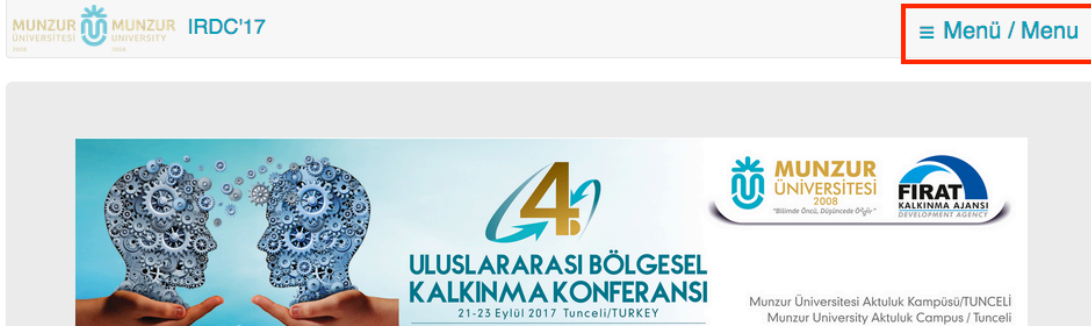 MUNZUR MUNZUR IRDC'17
ÜNİVERSİTESİ UNIVERSITY
2008 2008
≡ Menü / Menu
4.
ULUSLARARASI BÖLGESEL
KALKINMA KONFERANSI
21-23 Eylül 2017 Tunceli/TURKEY
MUNZUR
ÜNİVERSİTESİ
2008
"Bilimde Öncü, Düşüncede Özgür"
FIRAT
KALKINMA AJANSI
DEVELOPMENT AGENCY
Munzur Üniversitesi Aktuluk Kampüsü/TUNCELİ
Munzur University Aktuluk Campus / Tunceli